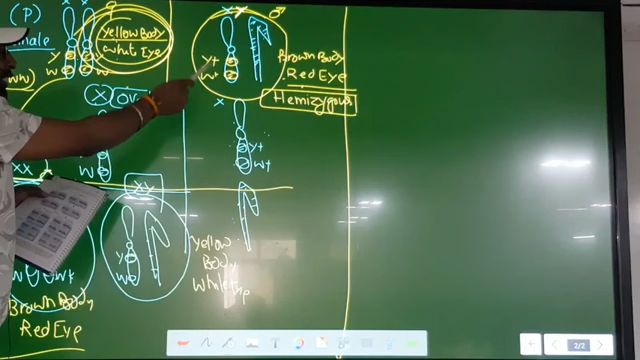 (P)
Yellow Body
White Eye
y
y
w
w
X
Y
♂
y+
w+
Brown Body
Red Eye
Hemizygous
X
X
y+
w+
XX
XY
y
w
Yellow
Body
White Eye
w
w+
Brown Body
Red Eye
2/2